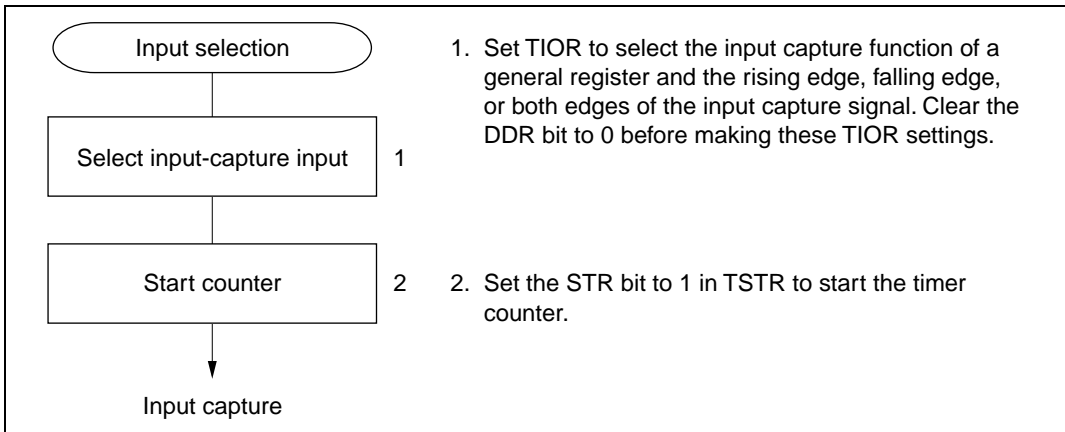 Input selection
Select input-capture input 1
Start counter 2
Input capture
1. Set TIOR to select the input capture function of a
general register and the rising edge, falling edge,
or both edges of the input capture signal. Clear the
DDR bit to 0 before making these TIOR settings.
2. Set the STR bit to 1 in TSTR to start the timer
counter.